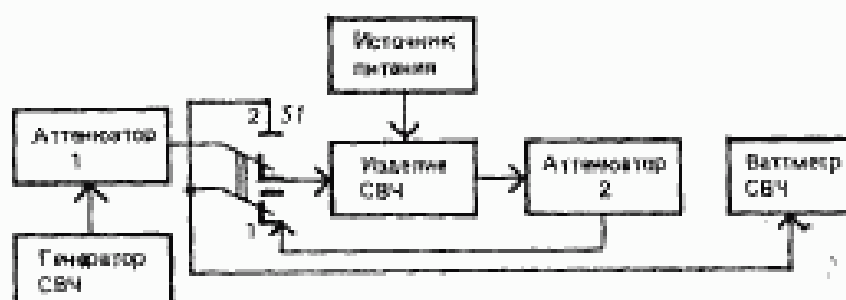 Источник
питания
2 S1
Аттенюатор
1
Изделие
СВЧ
Аттенюатор
2
Ваттметр
СВЧ
1
Генератор
СВЧ